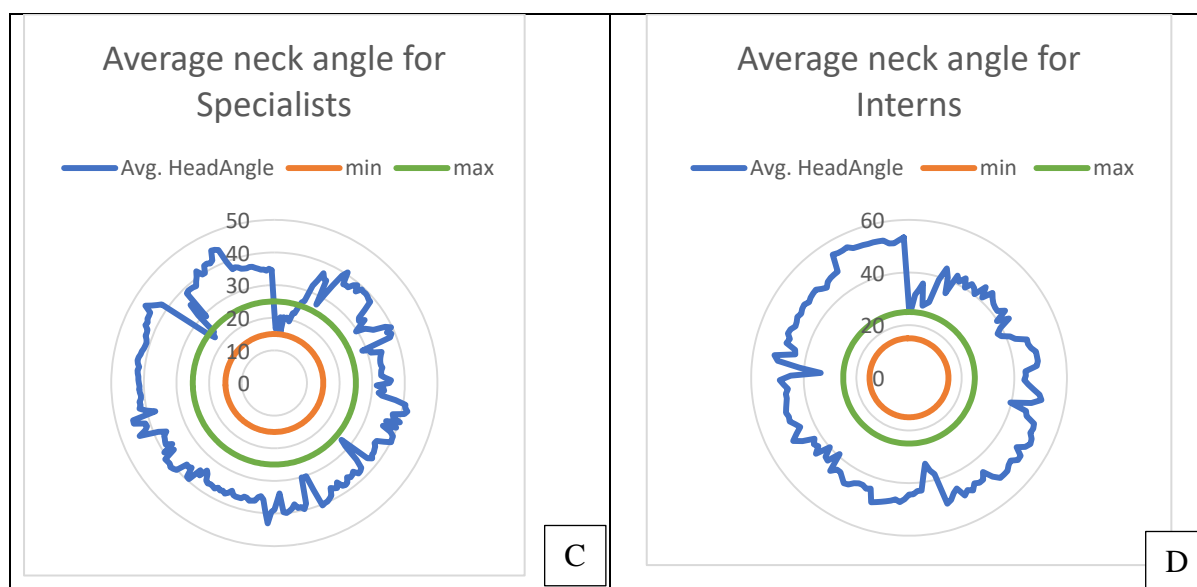 Average neck angle for
Specialists
Avg. HeadAngle min max
50
40
30
20
10
0
C
Average neck angle for
Interns
Avg. HeadAngle min max
60
40
20
0
D